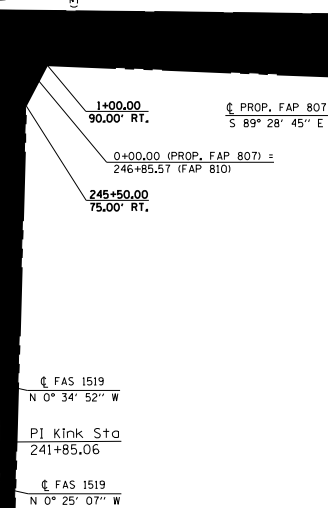 1+00.00
90.00' RT.
℄ PROP. FAP 807
S 89° 28' 45" E
0+00.00 (PROP. FAP 807) =
246+85.57 (FAP 810)
245+50.00
75.00' RT.
℄ FAS 1519
N 0° 34' 52" W
PI Kink Sta
241+85.06
℄ FAS 1519
N 0° 25' 07" W